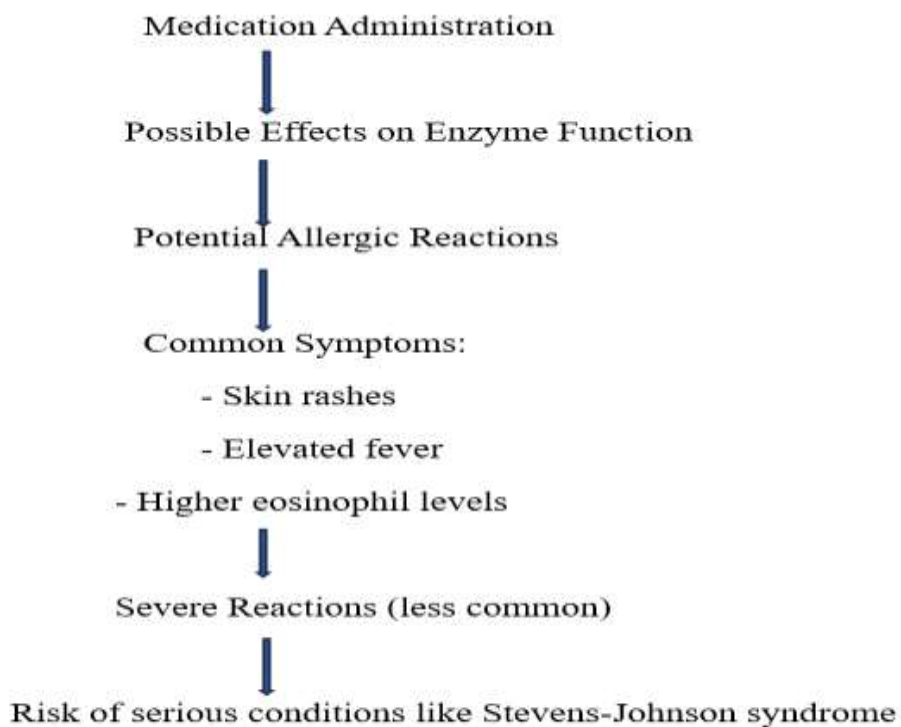 Medication Administration
Possible Effects on Enzyme Function
Potential Allergic Reactions
Common Symptoms:
- Skin rashes
- Elevated fever
- Higher eosinophil levels
Severe Reactions (less common)
Risk of serious conditions like Stevens-Johnson syndrome